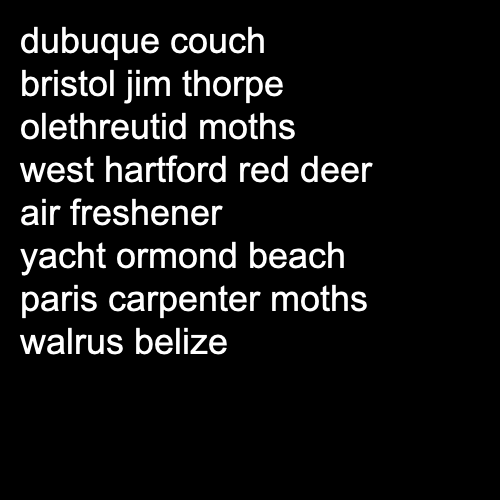 dubuque couch
bristol jim thorpe
olethreutid moths
west hartford red deer
air freshener
yacht ormond beach
paris carpenter moths
walrus belize